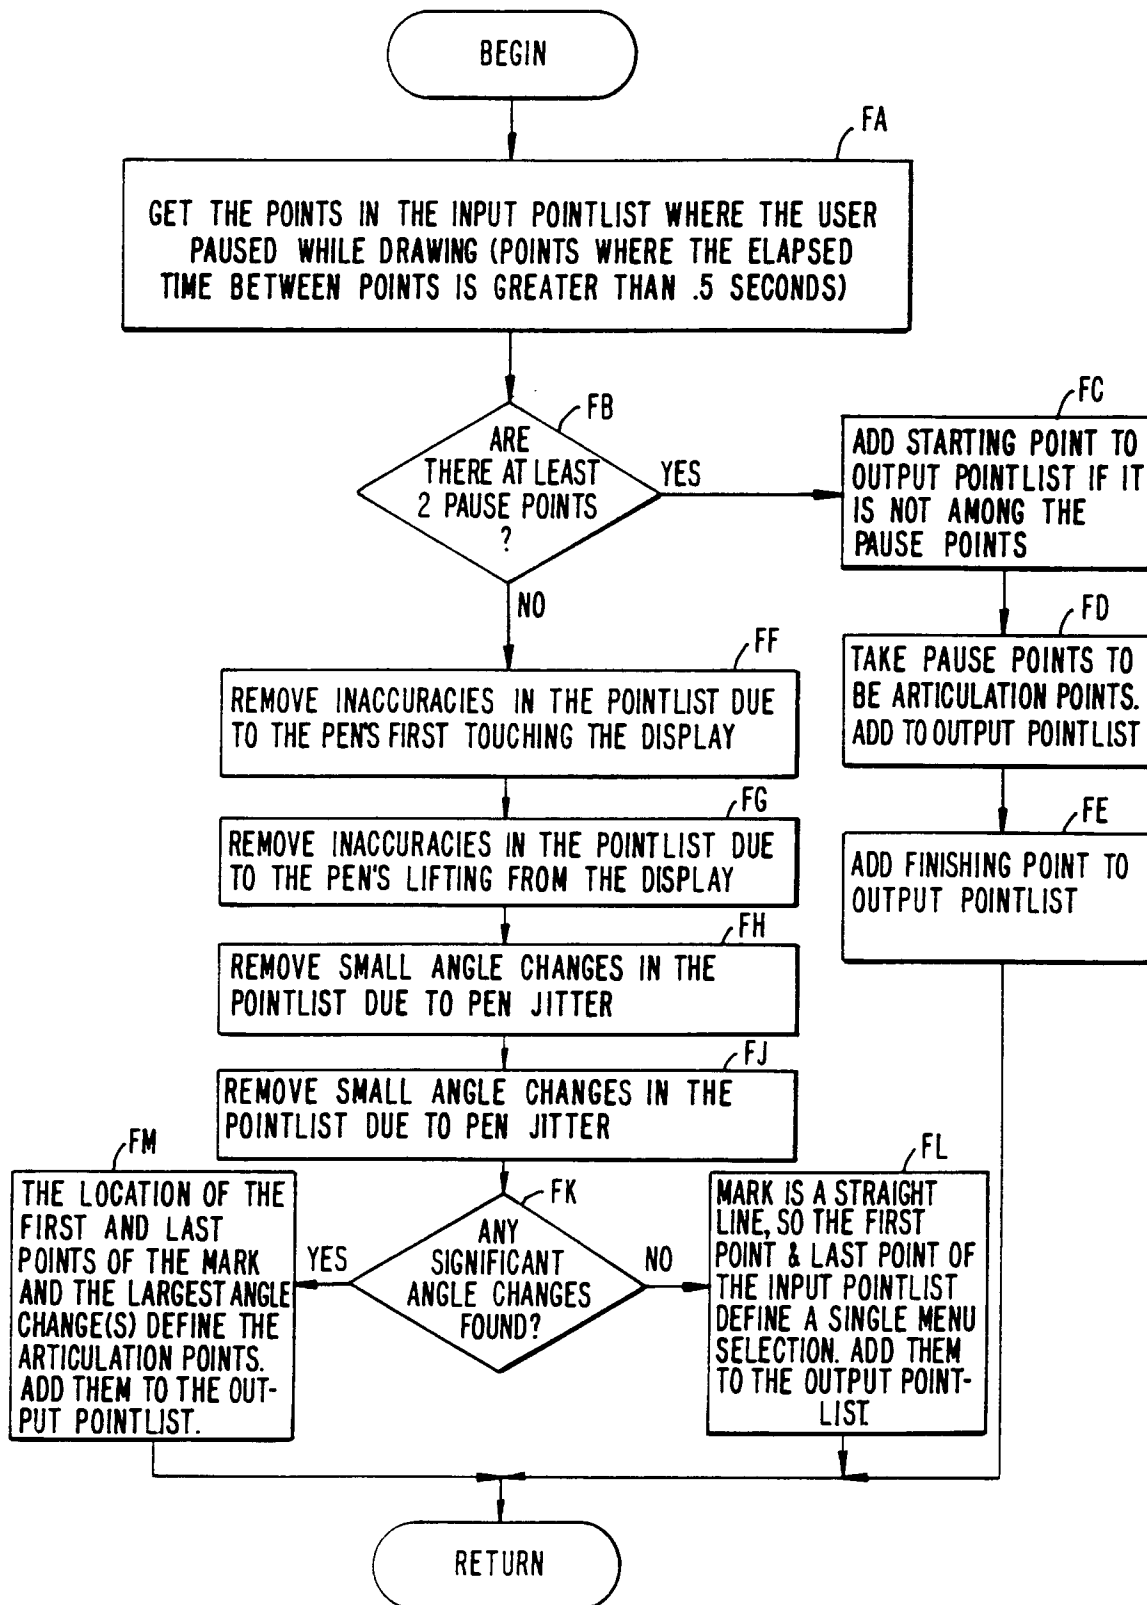 BEGIN
FA
GET THE POINTS IN THE INPUT POINTLIST WHERE THE USER
PAUSED WHILE DRAWING (POINTS WHERE THE ELAPSED
TIME BETWEEN POINTS IS GREATER THAN .5 SECONDS)
FB
ARE
THERE AT LEAST
2 PAUSE POINTS
?
YES
NO
FC
ADD STARTING POINT TO
OUTPUT POINTLIST IF IT
IS NOT AMONG THE
PAUSE POINTS
FD
TAKE PAUSE POINTS TO
BE ARTICULATION POINTS.
ADD TO OUTPUT POINTLIST
FE
ADD FINISHING POINT TO
OUTPUT POINTLIST
FF
REMOVE INACCURACIES IN THE POINTLIST DUE
TO THE PEN'S FIRST TOUCHING THE DISPLAY
FG
REMOVE INACCURACIES IN THE POINTLIST DUE
TO THE PEN'S LIFTING FROM THE DISPLAY
FH
REMOVE SMALL ANGLE CHANGES IN THE
POINTLIST DUE TO PEN JITTER
FJ
REMOVE SMALL ANGLE CHANGES IN THE
POINTLIST DUE TO PEN JITTER
FK
ANY
SIGNIFICANT
ANGLE CHANGES
FOUND?
YES
NO
FM
THE LOCATION OF THE
FIRST AND LAST
POINTS OF THE MARK
AND THE LARGEST ANGLE
CHANGE(S) DEFINE THE
ARTICULATION POINTS.
ADD THEM TO THE OUT-
PUT POINTLIST.
FL
MARK IS A STRAIGHT
LINE, SO THE FIRST
POINT & LAST POINT OF
THE INPUT POINTLIST
DEFINE A SINGLE MENU
SELECTION. ADD THEM
TO THE OUTPUT POINT-
LIST.
RETURN